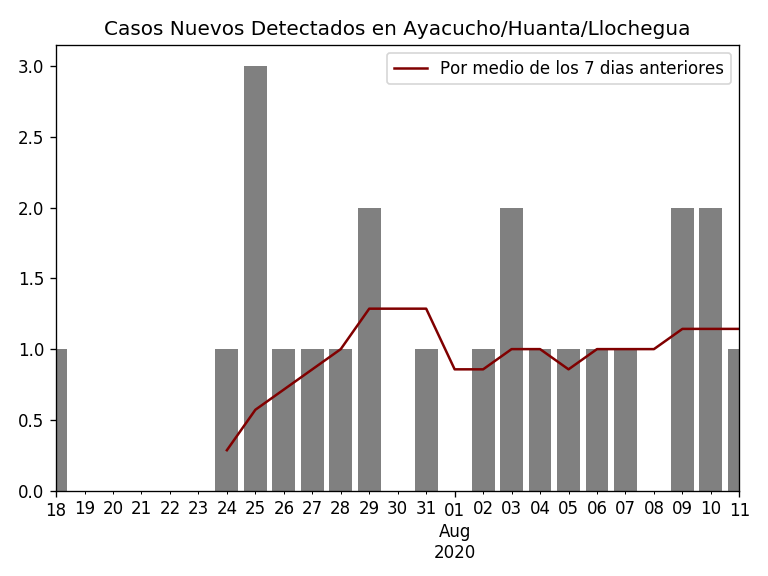 Casos Nuevos Detectados en Ayacucho/Huanta/Llochegua
Por medio de los 7 dias anteriores
3.0
2.5
2.0
1.5
1.0
0.5
0.0
18 19 20 21 22 23 24 25 26 27 28 29 30 31 01 02 03 04 05 06 07 08 09 10 11
Aug
2020